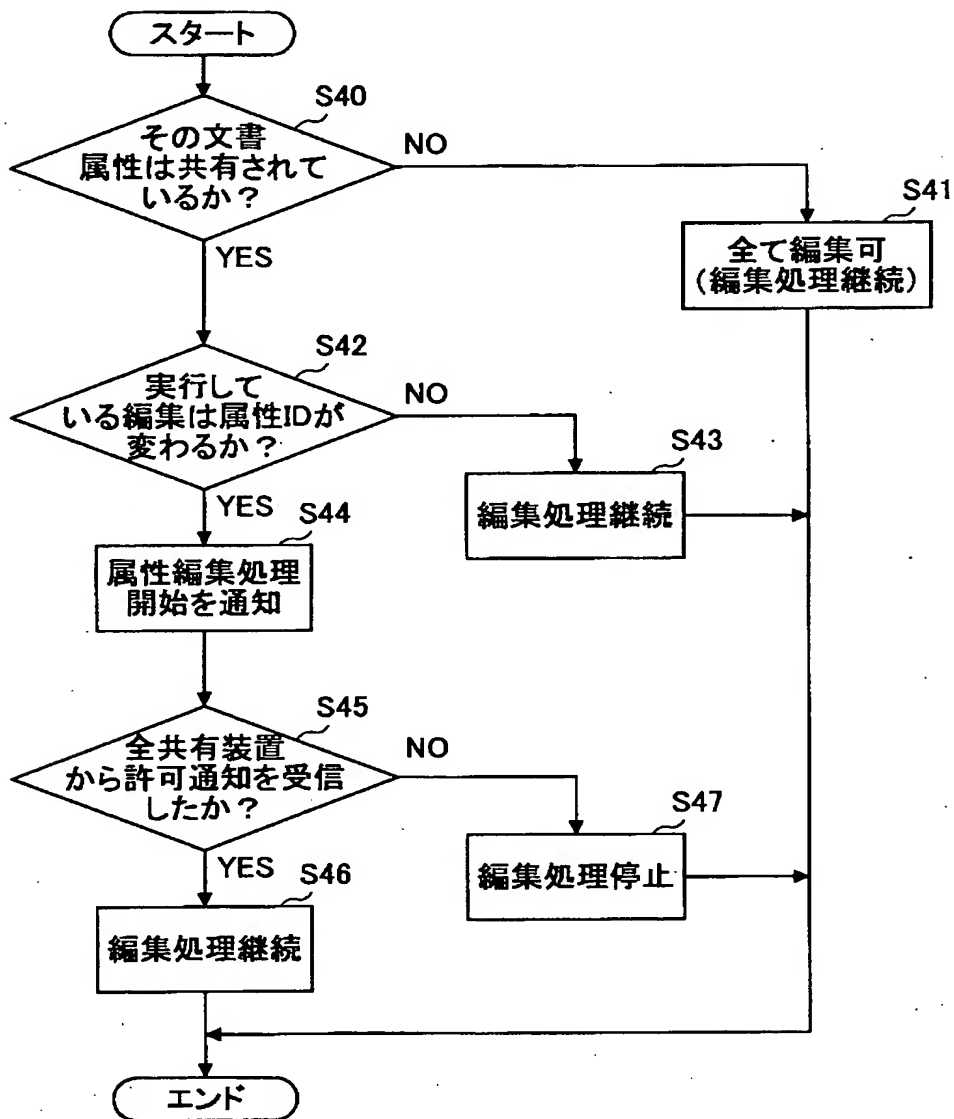 スタート
S40
その文書
属性は共有されて
いるか？
NO
YES
S41
全て編集可
(編集処理継続)
S42
実行して
いる編集は属性IDが
変わるか？
NO
YES
S43
編集処理継続
S44
属性編集処理
開始を通知
S45
全共有装置
から許可通知を受信
したか？
NO
YES
S47
編集処理停止
S46
編集処理継続
エンド